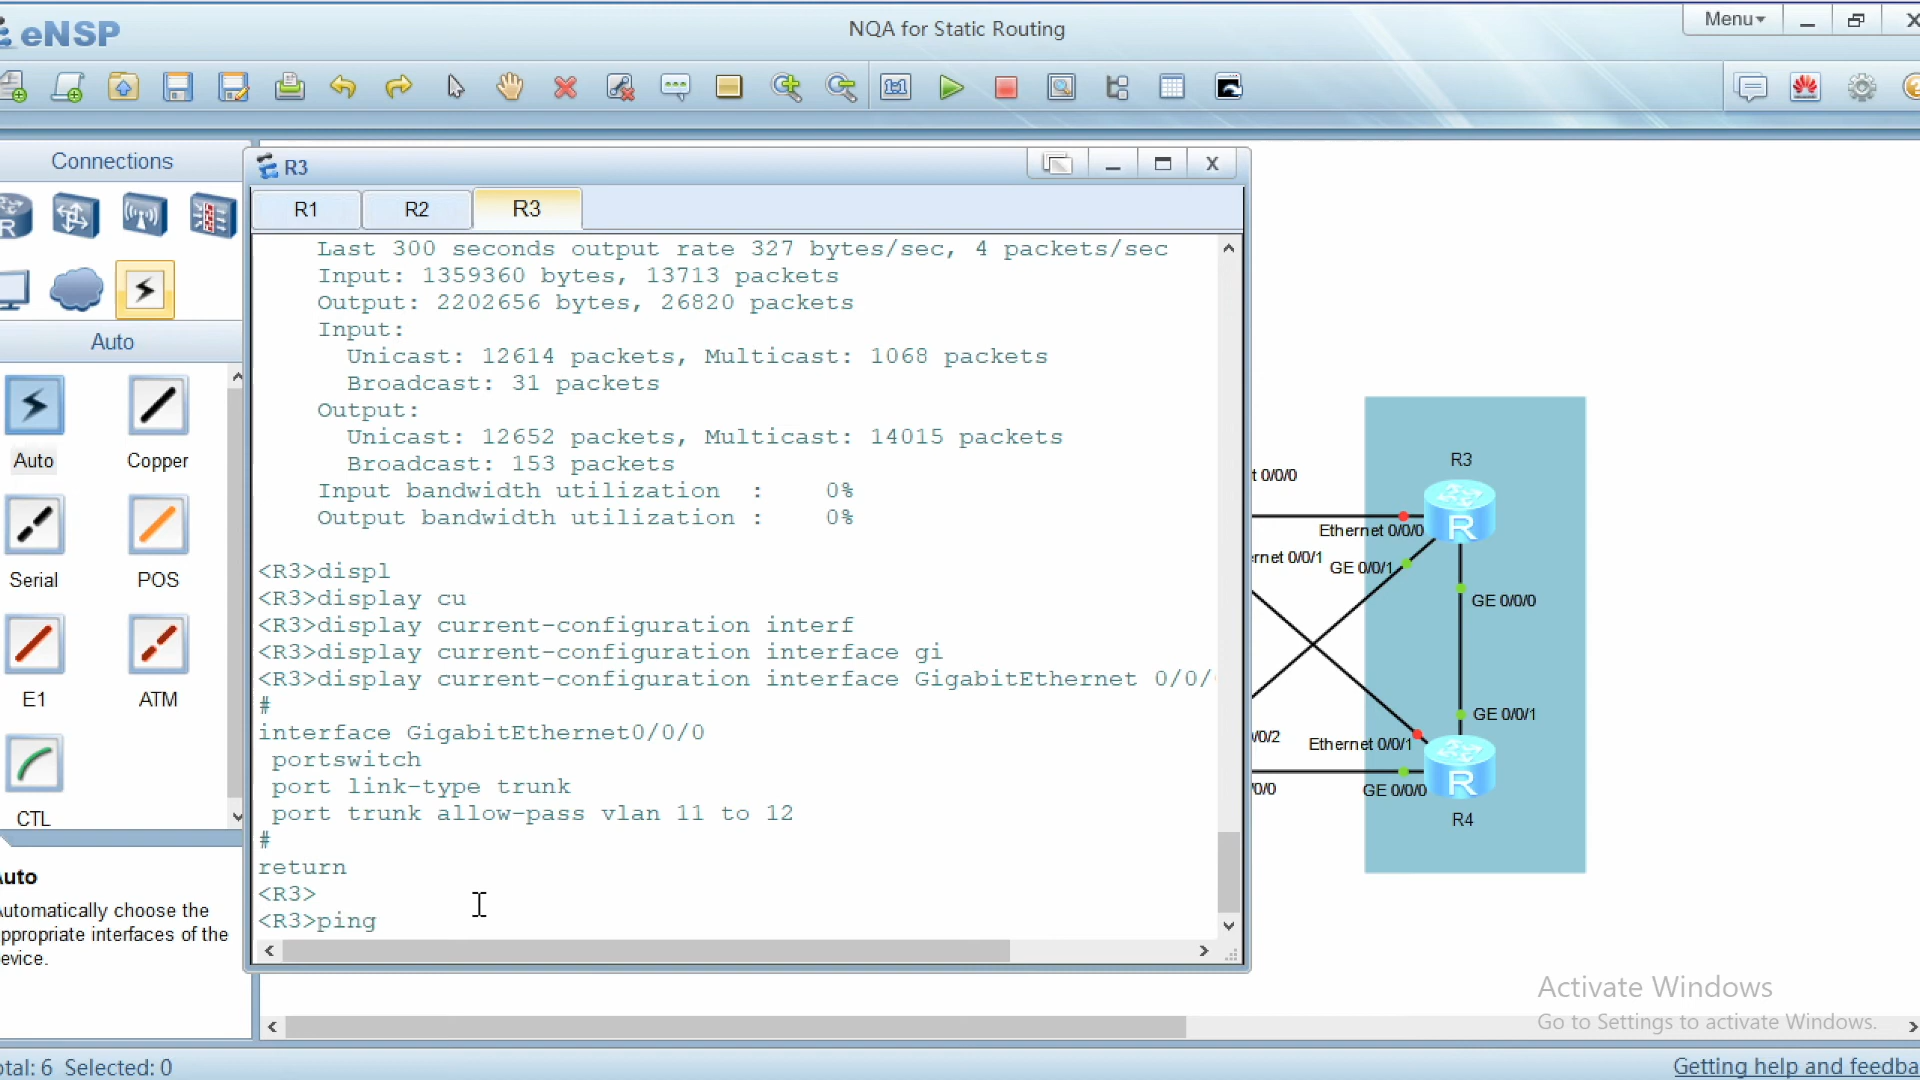 eNSP
NQA for Static Routing
Menu
Connections
R3
R1
R2
R3
Last 300 seconds output rate 327 bytes/sec, 4 packets/sec
Input: 1359360 bytes, 13713 packets
Output: 2202656 bytes, 26820 packets
Input:
Unicast: 12614 packets, Multicast: 1068 packets
Broadcast: 31 packets
Output:
Unicast: 12652 packets, Multicast: 14015 packets
Broadcast: 153 packets
Input bandwidth utilization : 0%
Output bandwidth utilization : 0%
<R3>displ
<R3>display cu
<R3>display current-configuration interf
<R3>display current-configuration interface gi
<R3>display current-configuration interface GigabitEthernet 0/0/
#
interface GigabitEthernet0/0/0
portswitch
port link-type trunk
port trunk allow-pass vlan 11 to 12
#
return
<R3>
<R3>ping
Auto
Auto
Copper
Serial
POS
E1
ATM
CTL
uto
utomatically choose the
ppropriate interfaces of the
evice.
R3
t 0/0/0
Ethernet 0/0/0
rnet 0/0/1
GE 0/0/1
GE 0/0/0
GE 0/0/1
/0/2
Ethernet 0/0/1
/0/0
GE 0/0/0
R4
Activate Windows
Go to Settings to activate Windows.
otal: 6 Selected: 0
Getting help and feedba